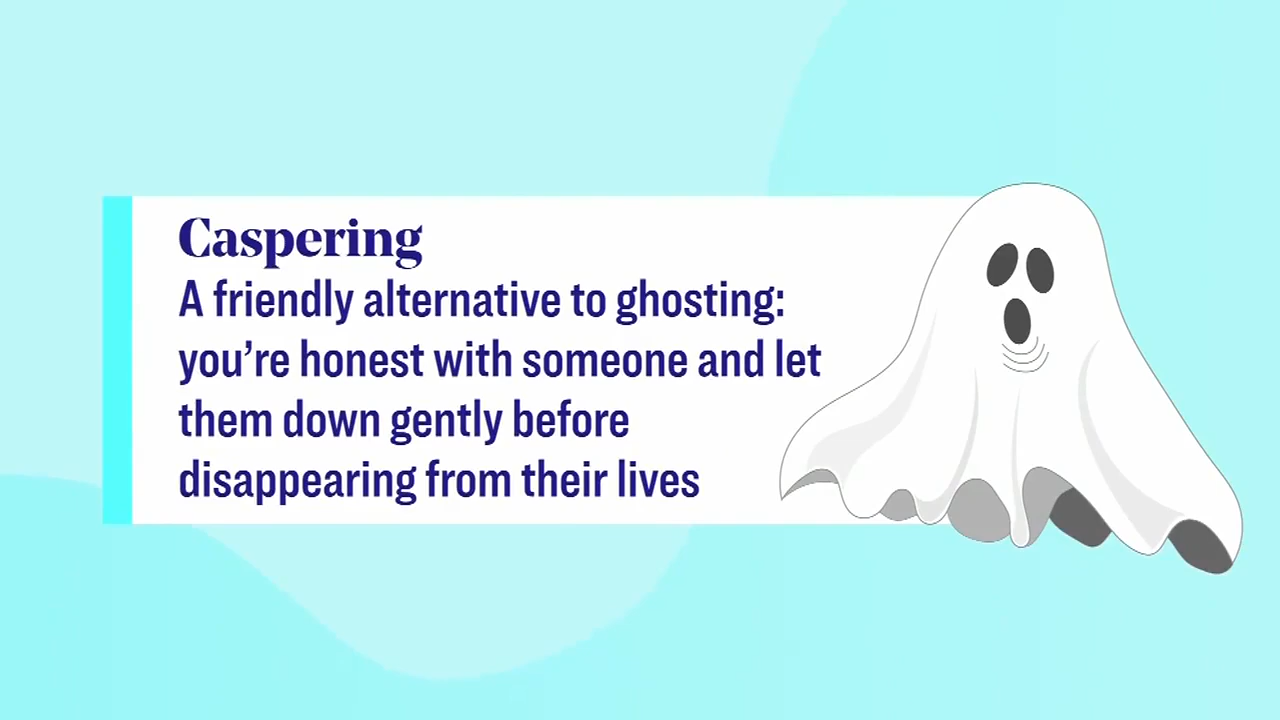 Caspering
A friendly alternative to ghosting:
you’re honest with someone and let
them down gently before
disappearing from their lives